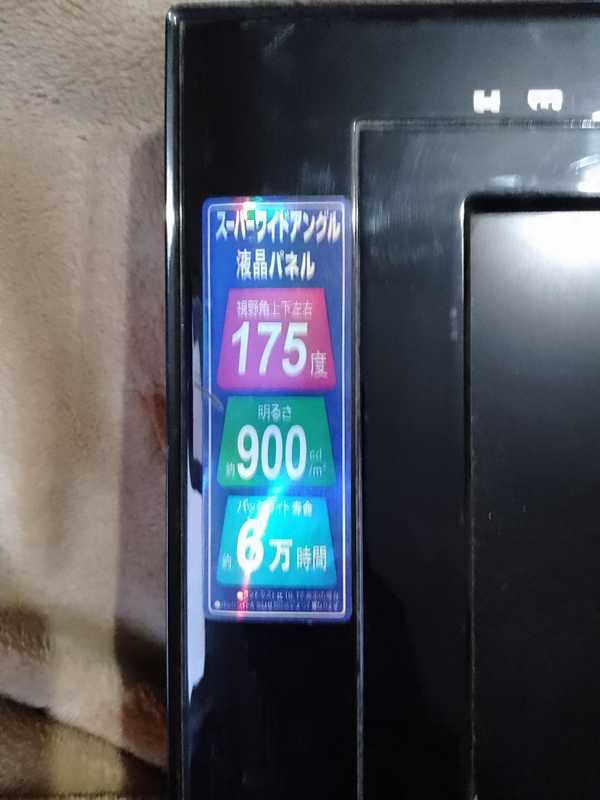 スーパーワイドアングル
液晶パネル
視野角上下左右
175度
明るさ
約900cd/m²
バックライト寿命
約6万時間